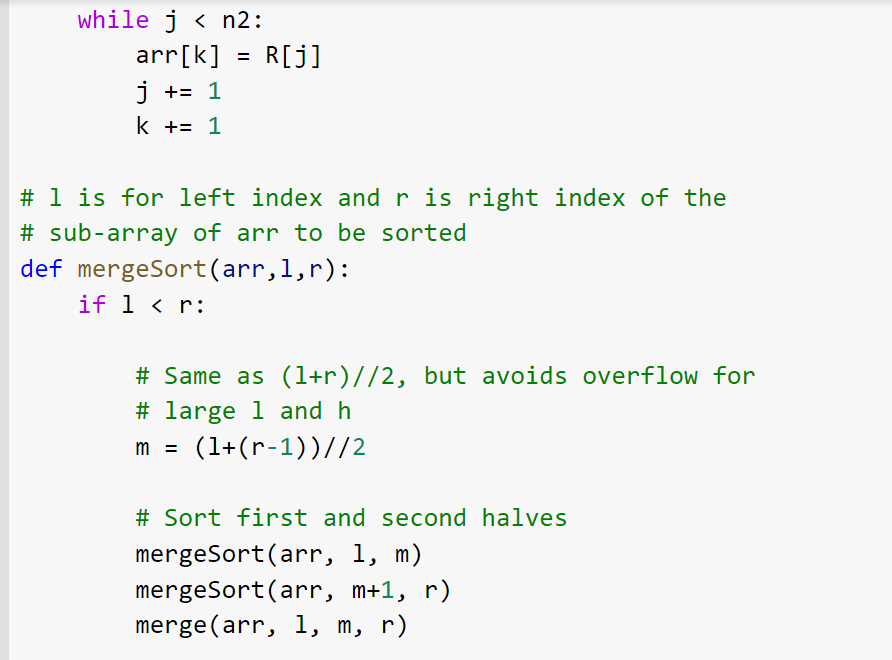 while j < n2:
arr[k] = R[j]
j += 1
k += 1
# l is for left index and r is right index of the
# sub-array of arr to be sorted
def mergeSort(arr,l,r):
if l < r:
# Same as (l+r)//2, but avoids overflow for
# large l and h
m = (l+(r-1))//2
# Sort first and second halves
mergeSort(arr, l, m)
mergeSort(arr, m+1, r)
merge(arr, l, m, r)